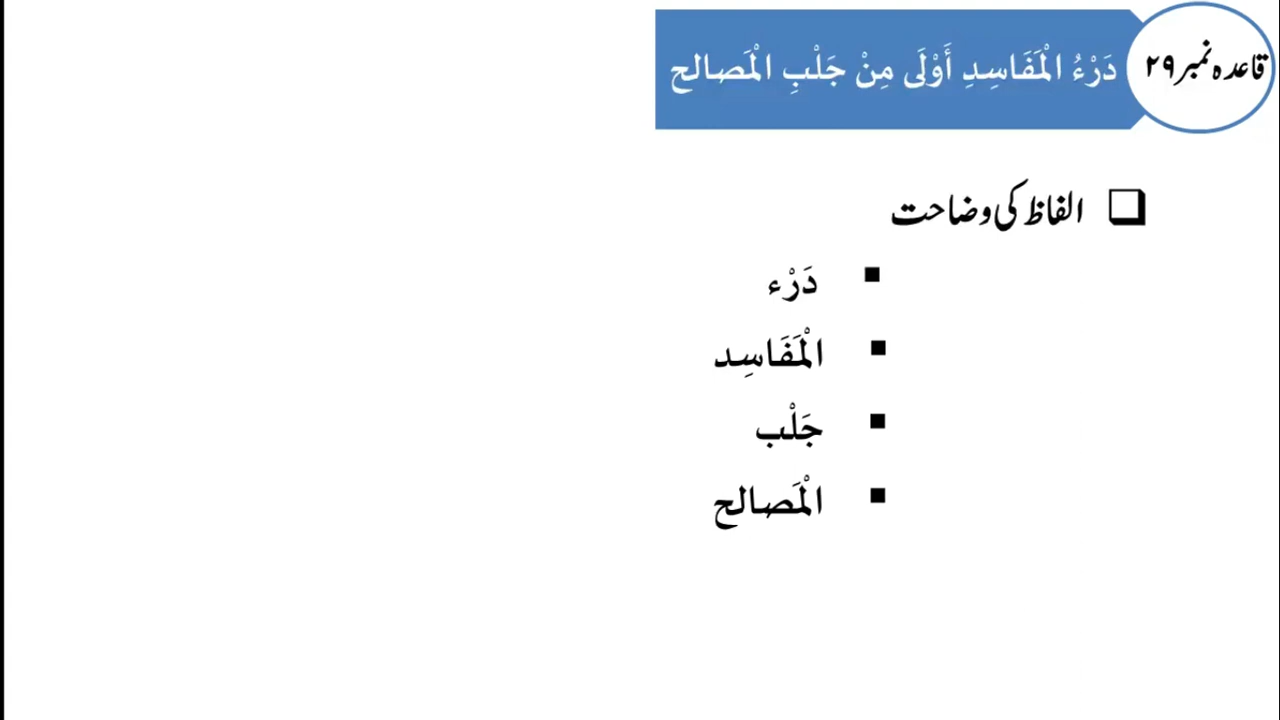 قاعدہ نمبر ۲۹
دَرْءُ الْمَفَاسِدِ أَوْلَى مِنْ جَلْبِ الْمَصالح
الفاظ کی وضاحت
دَرْء
الْمَفَاسِد
جَلْب
الْمَصالح